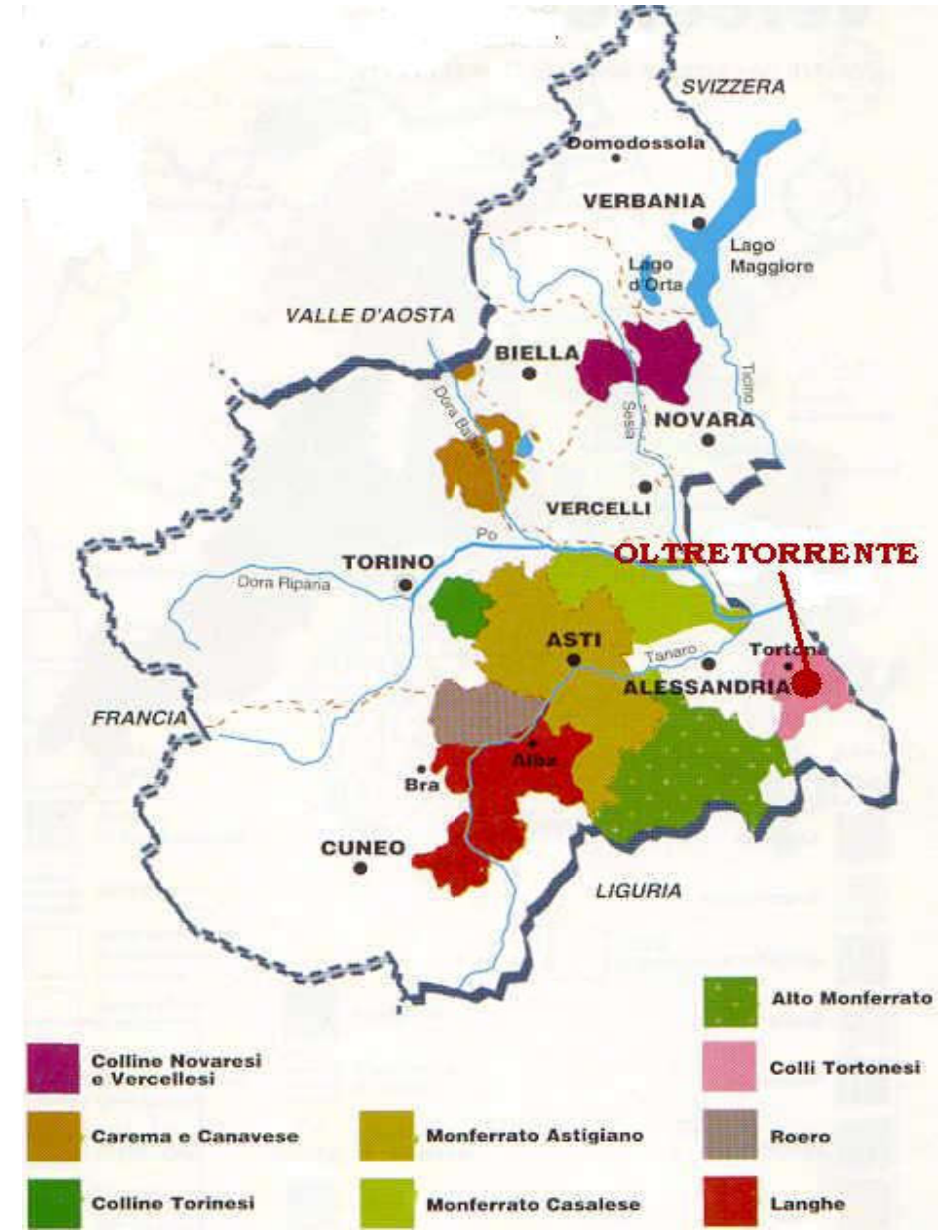 SVIZZERA
Domodossola
VERBANIA
Lago
Maggiore
Lago
d'Orta
VALLE D'AOSTA
BIELLA
Ticino
Dora Baltea
Sesia
NOVARA
VERCELLI
Po
OLTRETORRENTE
TORINO
Dora Riparia
ASTI
Tanaro
Tortona
ALESSANDRIA
FRANCIA
Alba
Bra
CUNEO
LIGURIA
Alto Monferrato
Colline Novaresi
e Vercellesi
Colli Tortonesi
Carema e Canavese
Monferrato Astigiano
Roero
Colline Torinesi
Monferrato Casalese
Langhe